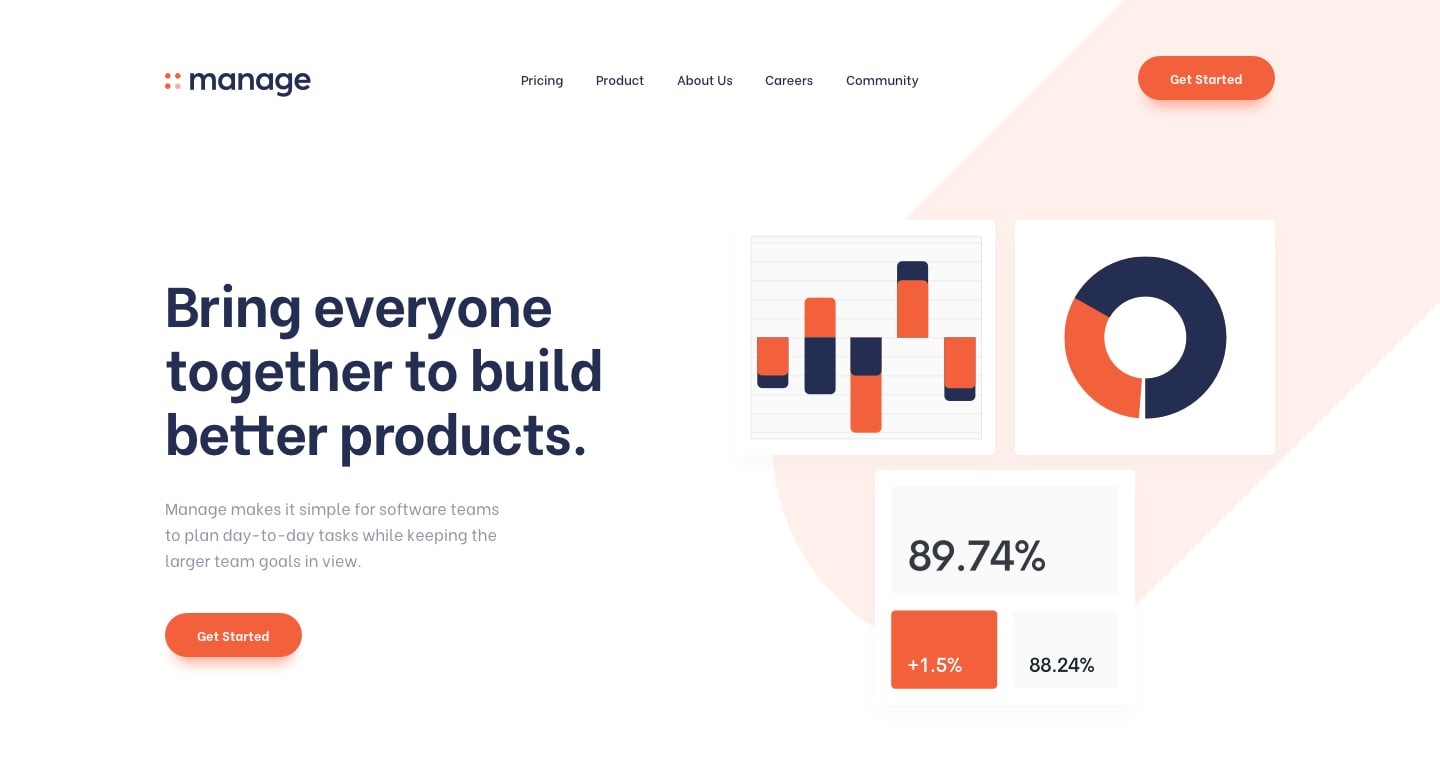 manage
Pricing
Product
About Us
Careers
Community
Get Started
Bring everyone
together to build
better products.
Manage makes it simple for software teams
to plan day-to-day tasks while keeping the
larger team goals in view.
Get Started
89.74%
+1.5%
88.24%